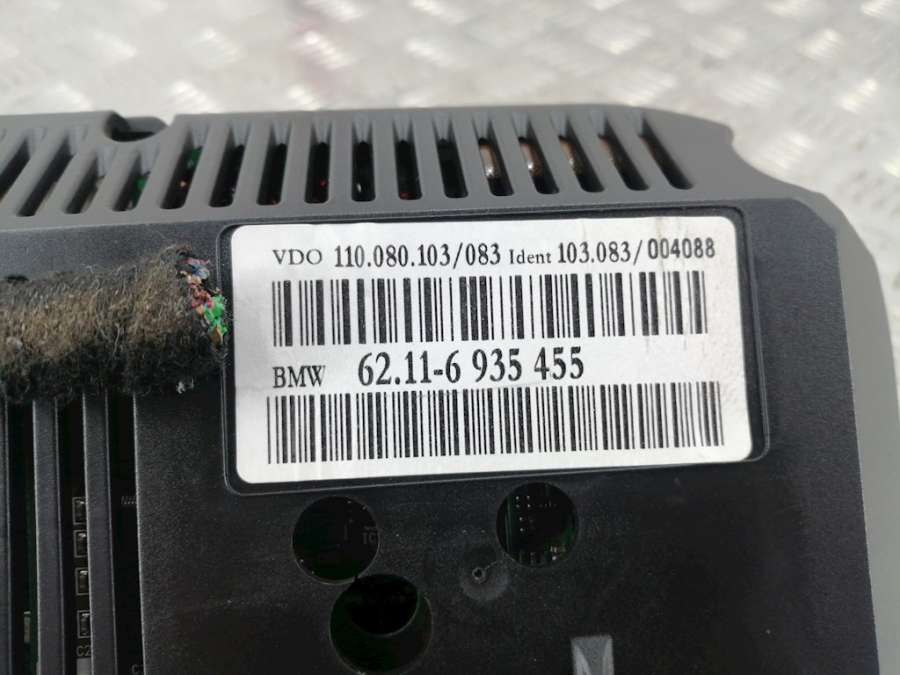 VDO 110.080.103/083 Ident 103.083/004088
BMW 62.11-6 935 455